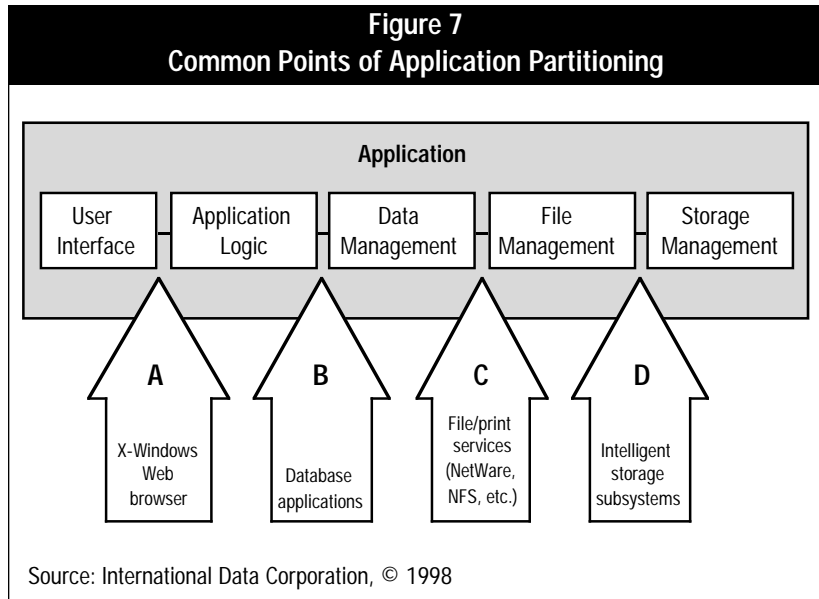 Figure 7
Common Points of Application Partitioning
Application
User
Interface
Application
Logic
Data
Management
File
Management
Storage
Management
A
X-Windows
Web
browser
B
Database
applications
C
File/print
services
(NetWare,
NFS, etc.)
D
Intelligent
storage
subsystems
Source: International Data Corporation, © 1998